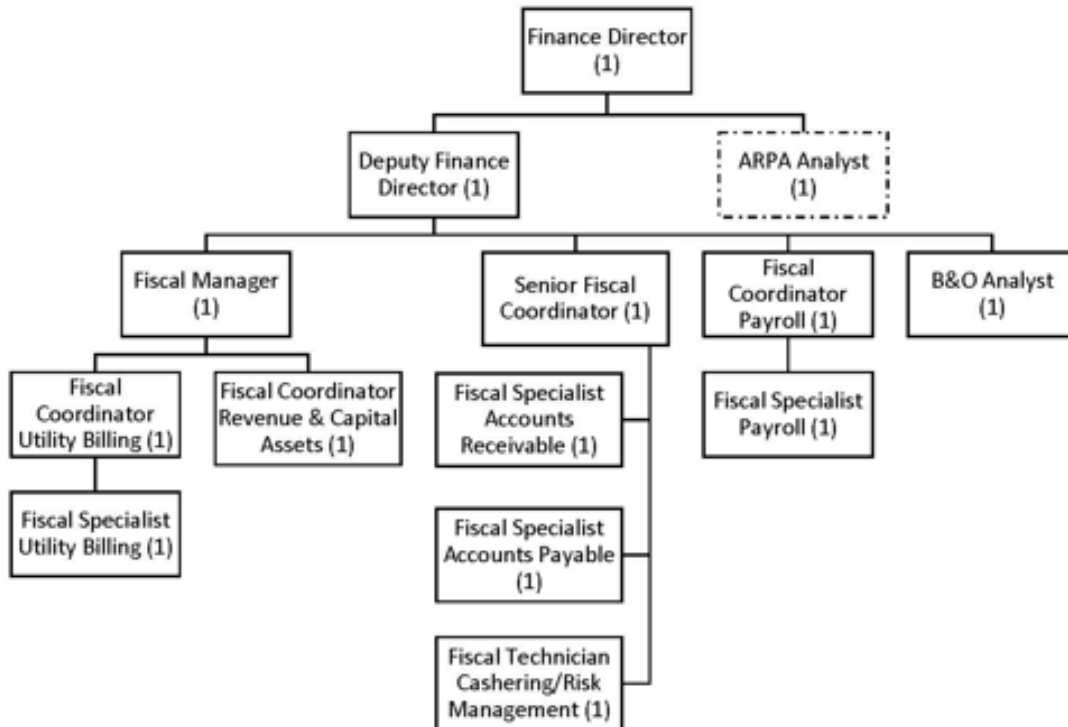 Finance Director
(1)
Deputy Finance
Director (1)
ARPA Analyst
(1)
Fiscal Manager
(1)
Senior Fiscal
Coordinator (1)
Fiscal
Coordinator
Payroll (1)
B&O Analyst
(1)
Fiscal
Coordinator
Utility Billing (1)
Fiscal Coordinator
Revenue & Capital
Assets (1)
Fiscal Specialist
Accounts
Receivable (1)
Fiscal Specialist
Payroll (1)
Fiscal Specialist
Utility Billing (1)
Fiscal Specialist
Accounts Payable
(1)
Fiscal Technician
Cashering/Risk
Management (1)